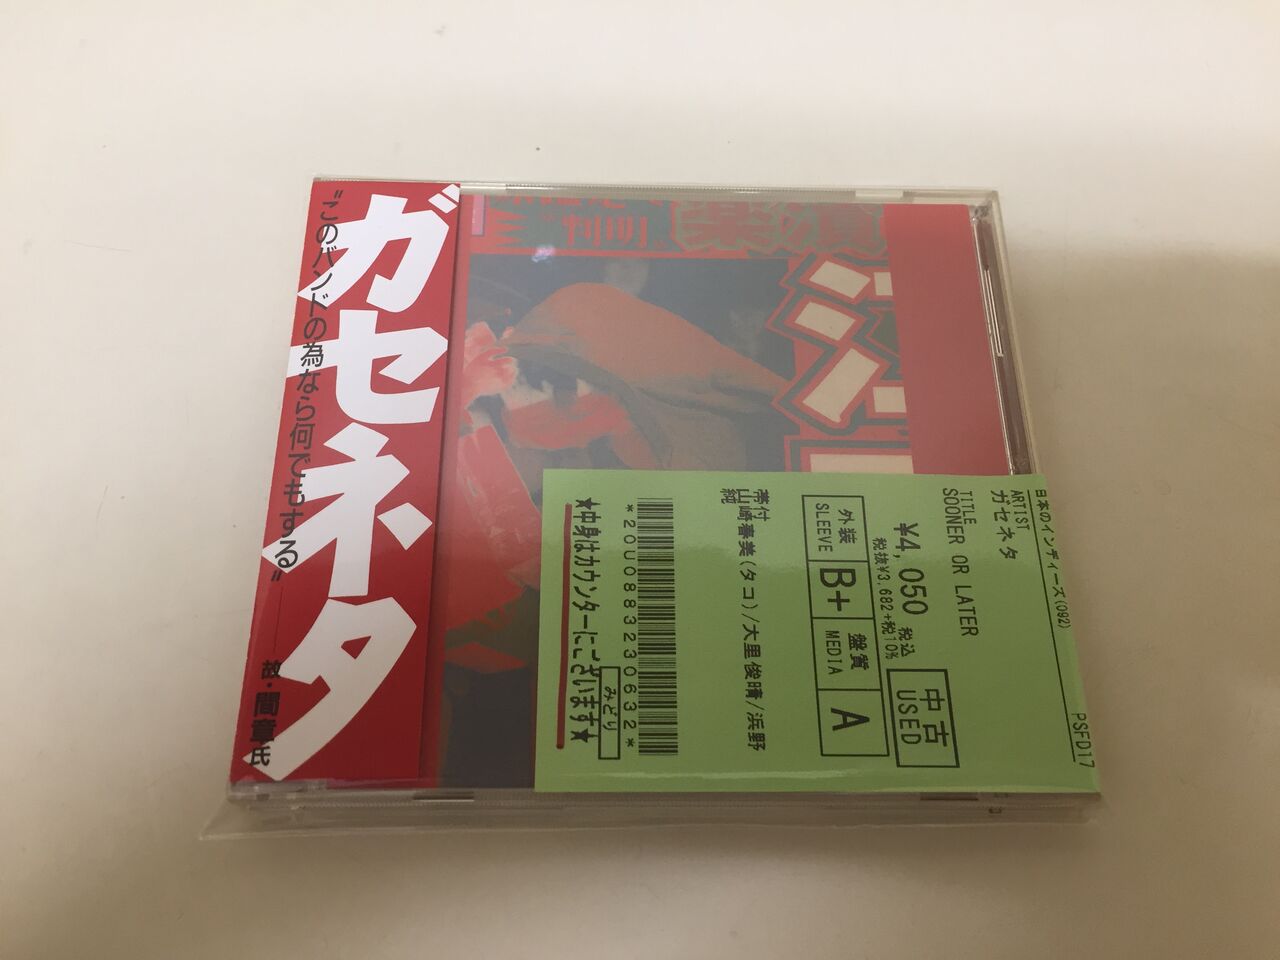 ガセネタ
"このバンドの為なら何でもする"
故・間章氏
判明
日本のインディーズ(092)
PSFD17
ARTIST
ガセネタ
TITLE
SOONER OR LATER
¥4,050 税込
税抜¥3,682+税10%
中古
USED
外装
SLEEVE
B+
盤質
MEDIA
A
帯付
山崎春美(タコ)/大里俊晴/浜野
純
*200U088323O632*
みどり
★中身はカウンターにございます★